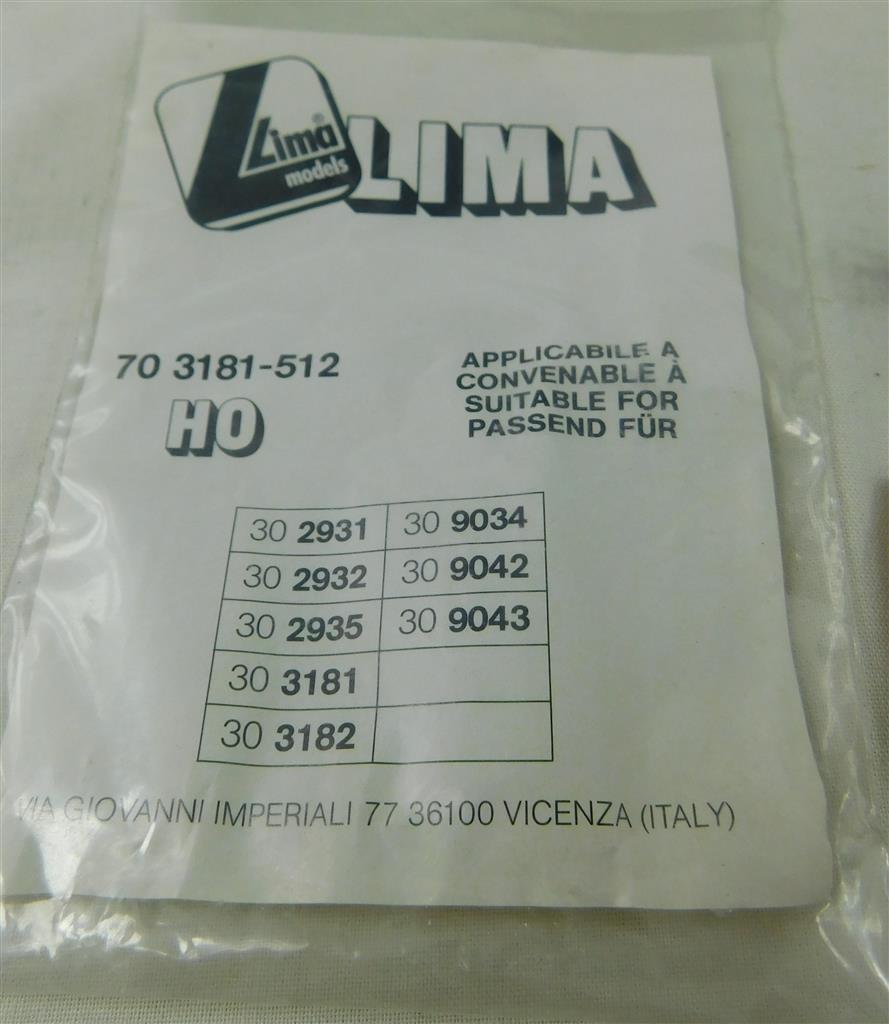 Lima®
models
LIMA
70 3181-512
HO
APPLICABILE A
CONVENABLE À
SUITABLE FOR
PASSEND FÜR
30 2931 30 9034
30 2932 30 9042
30 2935 30 9043
30 3181
30 3182
VIA GIOVANNI IMPERIALI 77 36100 VICENZA (ITALY)